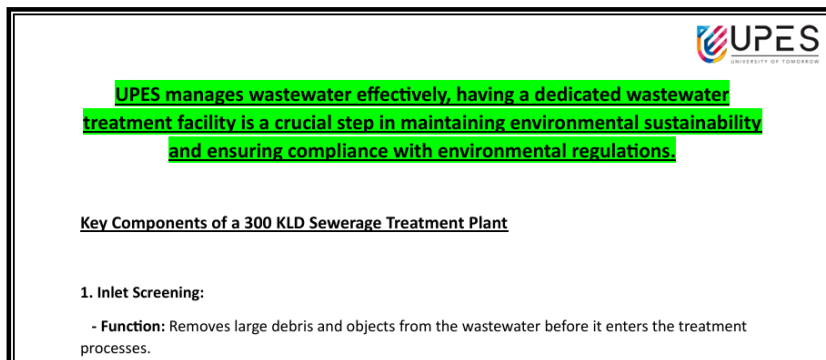 UPES
UNIVERSITY OF TOMORROW
UPES manages wastewater effectively, having a dedicated wastewater
treatment facility is a crucial step in maintaining environmental sustainability
and ensuring compliance with environmental regulations.
Key Components of a 300 KLD Sewerage Treatment Plant
1. Inlet Screening:
- Function: Removes large debris and objects from the wastewater before it enters the treatment
processes.